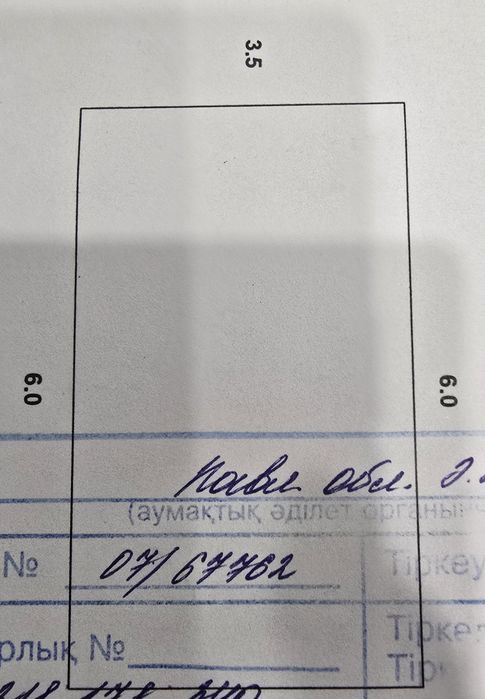 3.5
6.0
6.0
Павл обл.
(аумақтық әділет органының
№ 07/67762 Тіркеу
рлық № Тірке
Тір